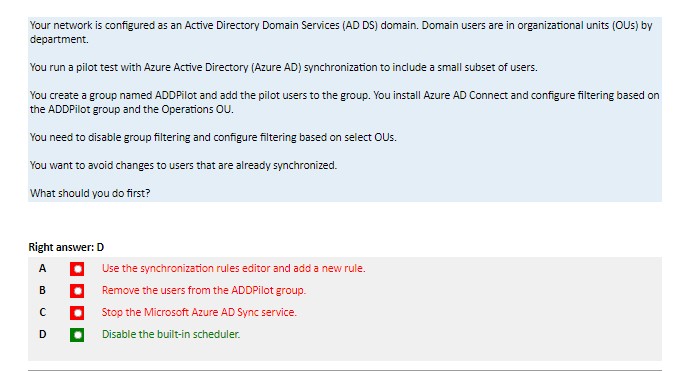 Your network is configured as an Active Directory Domain Services (AD DS) domain. Domain users are in organizational units (OUs) by
department.
You run a pilot test with Azure Active Directory (Azure AD) synchronization to include a small subset of users.
You create a group named ADDPilot and add the pilot users to the group. You install Azure AD Connect and configure filtering based on
the ADDPilot group and the Operations OU.
You need to disable group filtering and configure filtering based on select OUs.
You want to avoid changes to users that are already synchronized.
What should you do first?
Right answer: D
A Use the synchronization rules editor and add a new rule.
B Remove the users from the ADDPilot group.
C Stop the Microsoft Azure AD Sync service.
D Disable the built-in scheduler.